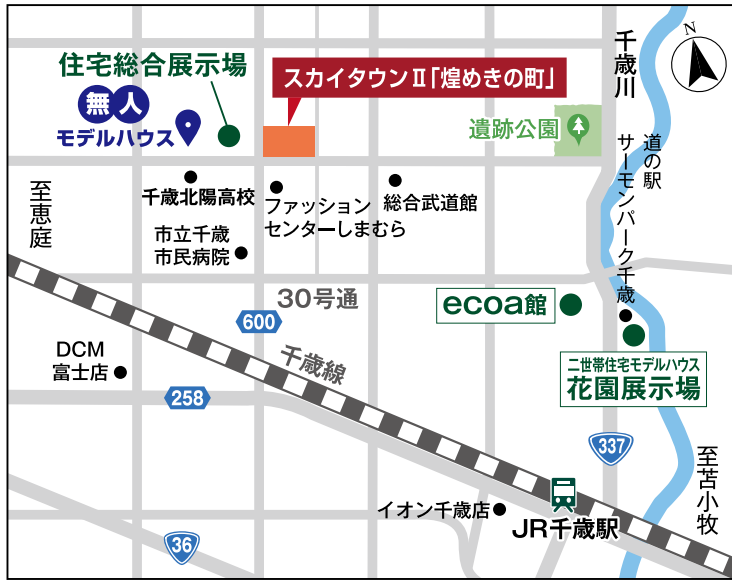 住宅総合展示場
スカイタウンⅡ「煌めきの町」
千歳川
N
無人
モデルハウス
遺跡公園
道の駅
サーモンパーク千歳
至恵庭
千歳北陽高校
ファッション
センターしまむら
総合武道館
市立千歳
市民病院
30号通
ecoa館
600
千歳線
DCM
富士店
二世帯住宅モデルハウス
花園展示場
258
337
至苫小牧
イオン千歳店
JR千歳駅
36